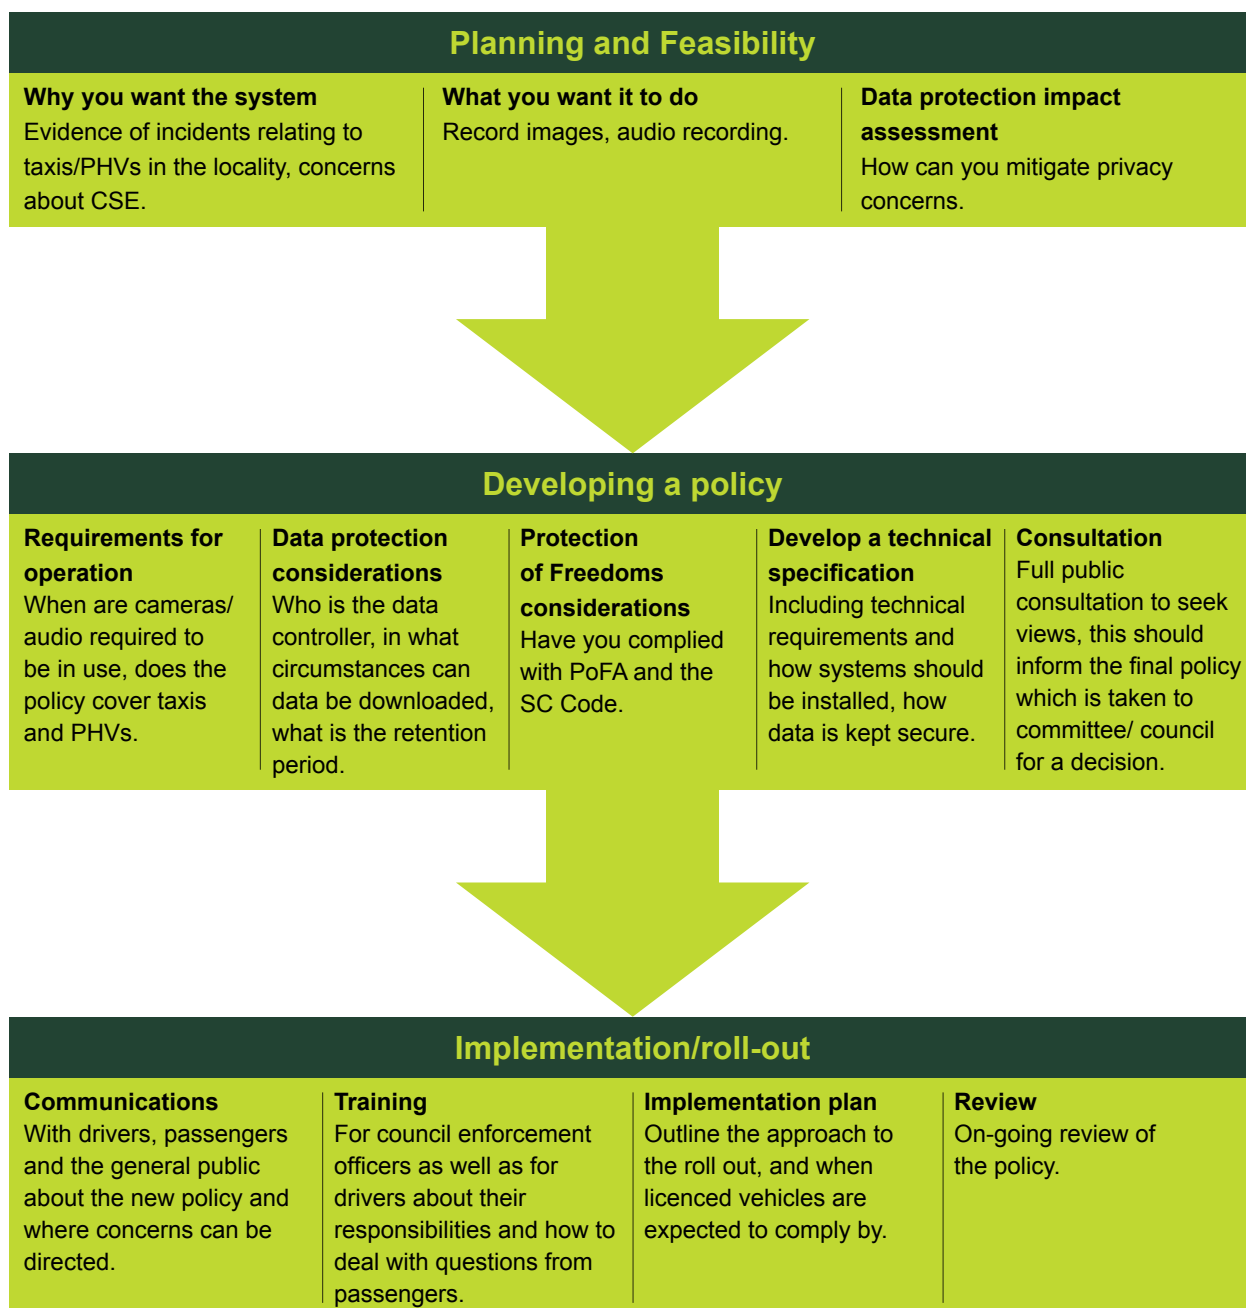 Planning and Feasibility
Why you want the system
Evidence of incidents relating to
taxis/PHVs in the locality, concerns
about CSE.
What you want it to do
Record images, audio recording.
Data protection impact
assessment
How can you mitigate privacy
concerns.
Developing a policy
Requirements for
operation
When are cameras/
audio required to
be in use, does the
policy cover taxis
and PHVs.
Data protection
considerations
Who is the data
controller, in what
circumstances can
data be downloaded,
what is the retention
period.
Protection
of Freedoms
considerations
Have you complied
with PoFA and the
SC Code.
Develop a technical
specification
Including technical
requirements and
how systems should
be installed, how
data is kept secure.
Consultation
Full public
consultation to seek
views, this should
inform the final policy
which is taken to
committee/ council
for a decision.
Implementation/roll-out
Communications
With drivers, passengers
and the general public
about the new policy and
where concerns can be
directed.
Training
For council enforcement
officers as well as for
drivers about their
responsibilities and how to
deal with questions from
passengers.
Implementation plan
Outline the approach to
the roll out, and when
licenced vehicles are
expected to comply by.
Review
On-going review of
the policy.